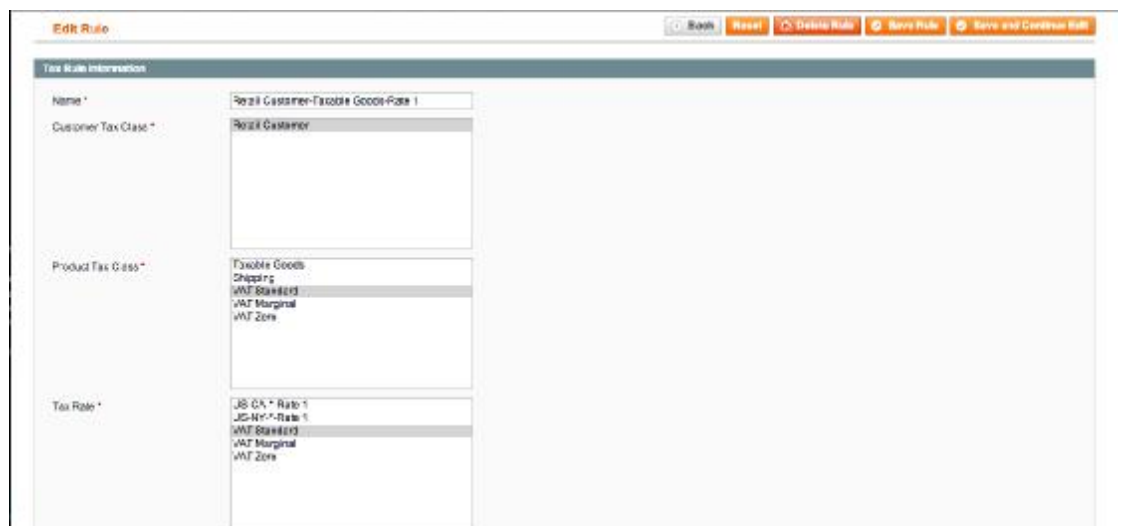 Edit Rule
Back Reset Delete Rule Save Rule Save and Continue Edit
Tax Rule Information
Name *
Retail Customer-Taxable Goods-Rate 1
Customer Tax Class *
Retail Customer
Product Tax Class *
Taxable Goods
Shipping
VAT Standard
VAT Marginal
VAT Zero
Tax Rate *
US-CA-*-Rate 1
US-NY-*-Rate 1
VAT Standard
VAT Marginal
VAT Zero